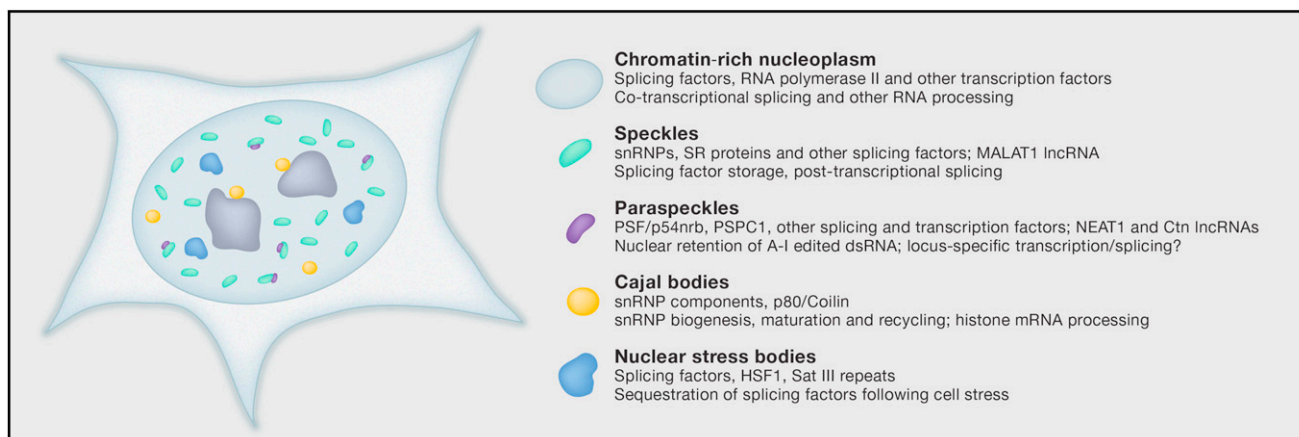 Chromatin-rich nucleoplasm
Splicing factors, RNA polymerase II and other transcription factors
Co-transcriptional splicing and other RNA processing
Speckles
snRNPs, SR proteins and other splicing factors; MALAT1 lncRNA
Splicing factor storage, post-transcriptional splicing
Paraspeckles
PSF/p54nrb, PSPC1, other splicing and transcription factors; NEAT1 and Ctn lncRNAs
Nuclear retention of A-I edited dsRNA; locus-specific transcription/splicing?
Cajal bodies
snRNP components, p80/Coilin
snRNP biogenesis, maturation and recycling; histone mRNA processing
Nuclear stress bodies
Splicing factors, HSF1, Sat III repeats
Sequestration of splicing factors following cell stress